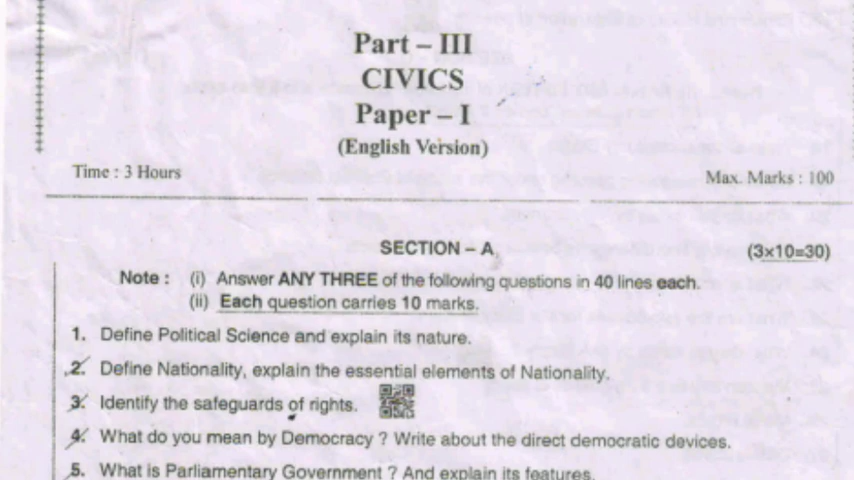 Part – III
CIVICS
Paper – I
(English Version)
Time : 3 Hours
Max. Marks : 100
SECTION – A
(3×10=30)
Note : (i) Answer ANY THREE of the following questions in 40 lines each.
(ii) Each question carries 10 marks.
1. Define Political Science and explain its nature.
2. Define Nationality, explain the essential elements of Nationality.
3. Identify the safeguards of rights.
4. What do you mean by Democracy ? Write about the direct democratic devices.
5. What is Parliamentary Government ? And explain its features.